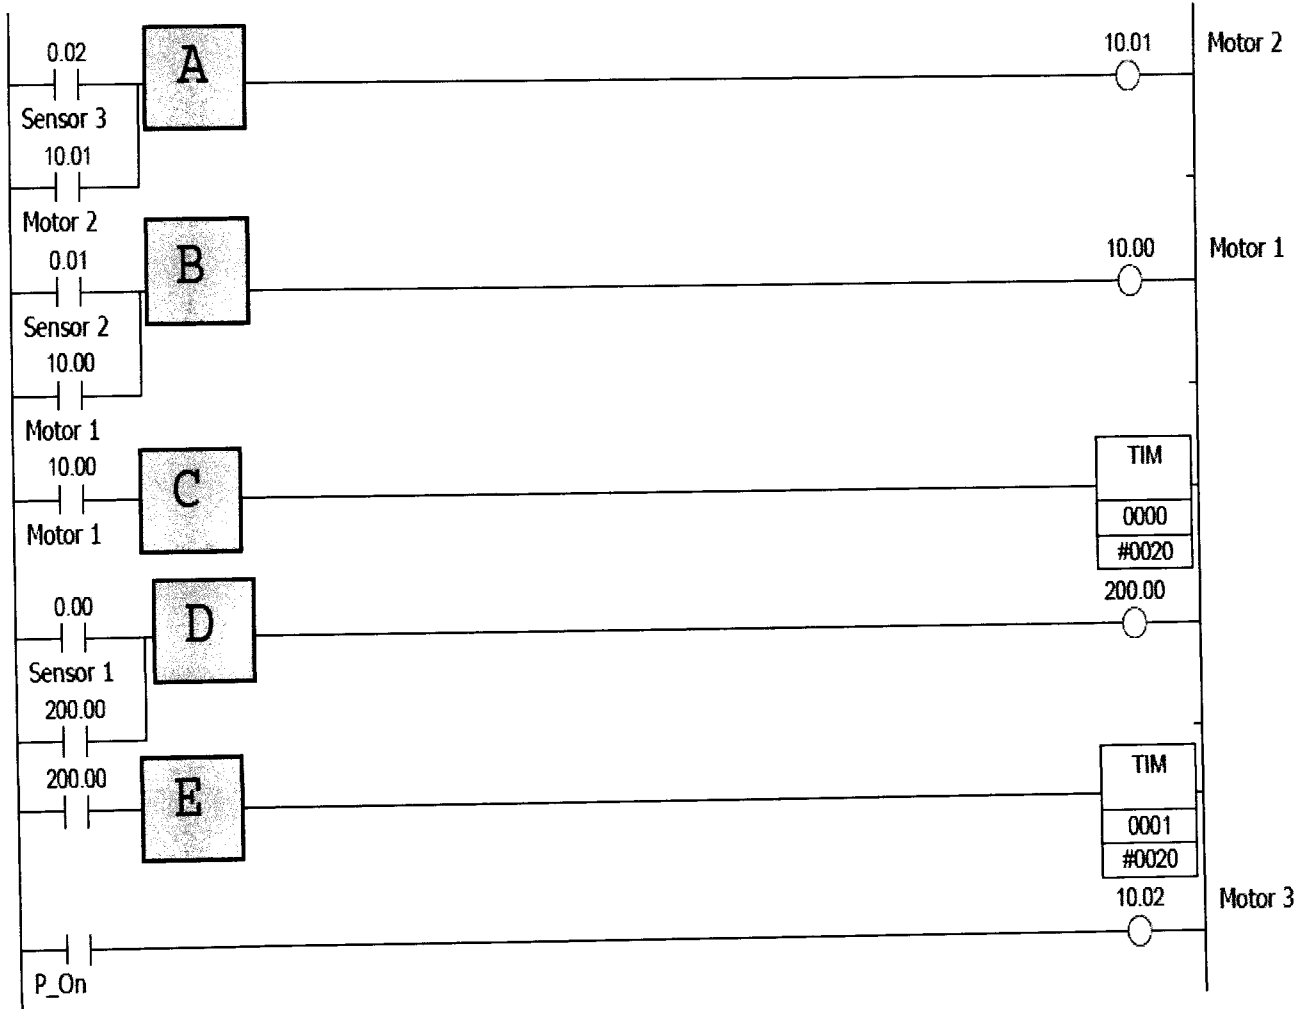 0.02
A
10.01
Motor 2
Sensor 3
10.01
Motor 2
0.01
B
10.00
Motor 1
Sensor 2
10.00
Motor 1
10.00
C
TIM
Motor 1
0000
#0020
0.00
D
200.00
Sensor 1
200.00
200.00
E
TIM
0001
#0020
10.02
Motor 3
P_On